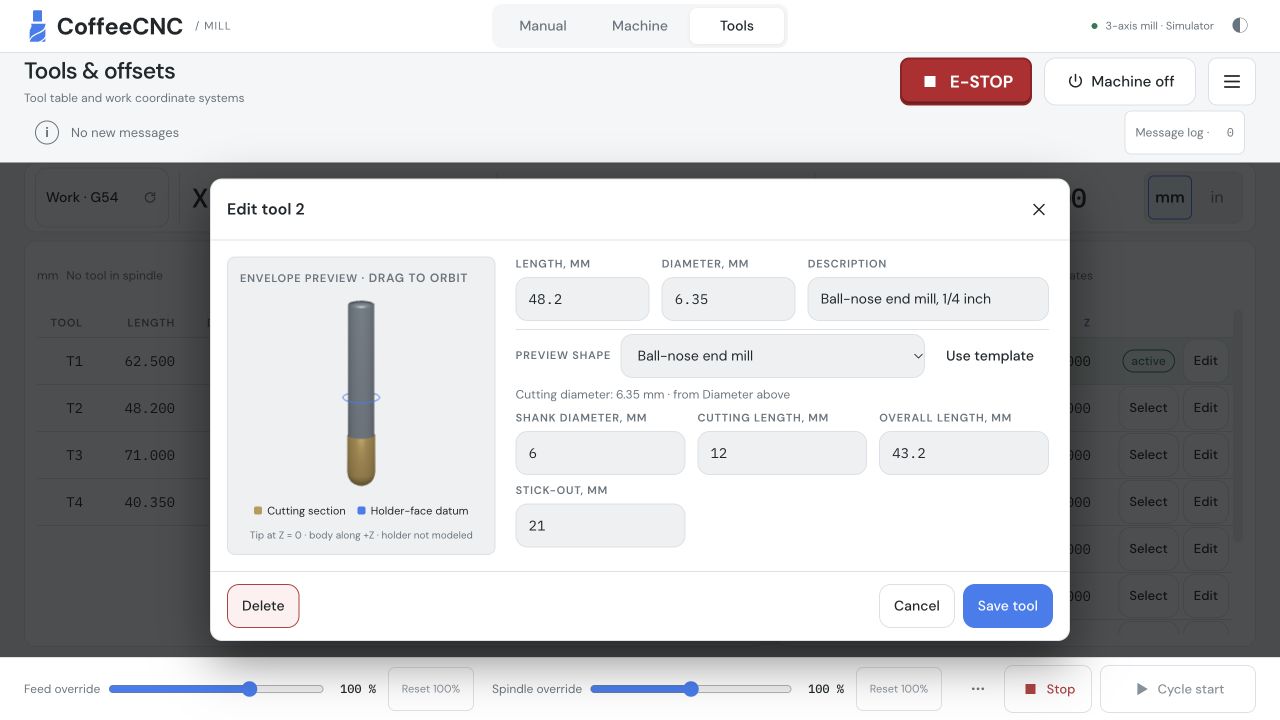 CoffeeCNC / MILL
Manual Machine Tools
3-axis mill · Simulator
Tools & offsets
Tool table and work coordinate systems
E-STOP
Machine off
i No new messages
Message log · 0
Work · G54
X
0
mm in
Edit tool 2
mm No tool in spindle
ates
TOOL LENGTH D
Z
T1 62.500
000 active Edit
T2 48.200
000 Select Edit
T3 71.000
000 Select Edit
T4 40.350
000 Select Edit
000 Select Edit
000 Select Edit
ENVELOPE PREVIEW · DRAG TO ORBIT
Cutting section Holder-face datum
Tip at Z = 0 · body along +Z · holder not modeled
LENGTH, MM DIAMETER, MM DESCRIPTION
48.2 6.35 Ball-nose end mill, 1/4 inch
PREVIEW SHAPE Ball-nose end mill Use template
Cutting diameter: 6.35 mm · from Diameter above
SHANK DIAMETER, MM CUTTING LENGTH, MM OVERALL LENGTH, MM
6 12 43.2
STICK-OUT, MM
21
Delete Cancel Save tool
Feed override 100 % Reset 100% Spindle override 100 % Reset 100% ··· Stop Cycle start